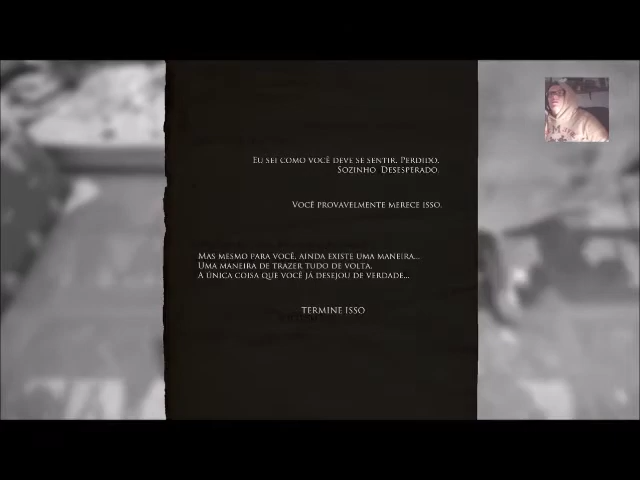 EU SEI COMO VOCÊ DEVE SE SENTIR. PERDIDO.
SOZINHO DESESPERADO.
VOCÊ PROVAVELMENTE MERECE ISSO.
MAS MESMO PARA VOCÊ, AINDA EXISTE UMA MANEIRA...
UMA MANEIRA DE TRAZER TUDO DE VOLTA.
A ÚNICA COISA QUE VOCÊ JÁ DESEJOU DE VERDADE...
TERMINE ISSO